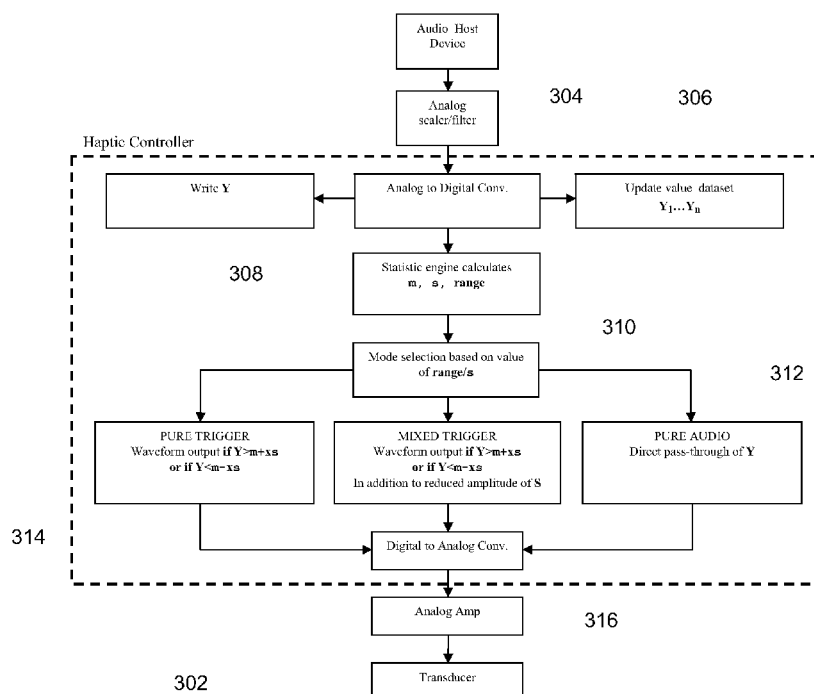 Audio Host
Device
304
306
Analog
scaler/filter
Haptic Controller
Write Y
Analog to Digital Conv.
Update value dataset
Y1...Yn
308
Statistic engine calculates
m, s, range
310
Mode selection based on value
of range/s
312
PURE TRIGGER
Waveform output if Y>m+xs
or if Y<m-xs
MIXED TRIGGER
Waveform output if Y>m+xs
or if Y<m-xs
In addition to reduced amplitude of S
PURE AUDIO
Direct pass-through of Y
314
Digital to Analog Conv.
Analog Amp
316
302
Transducer